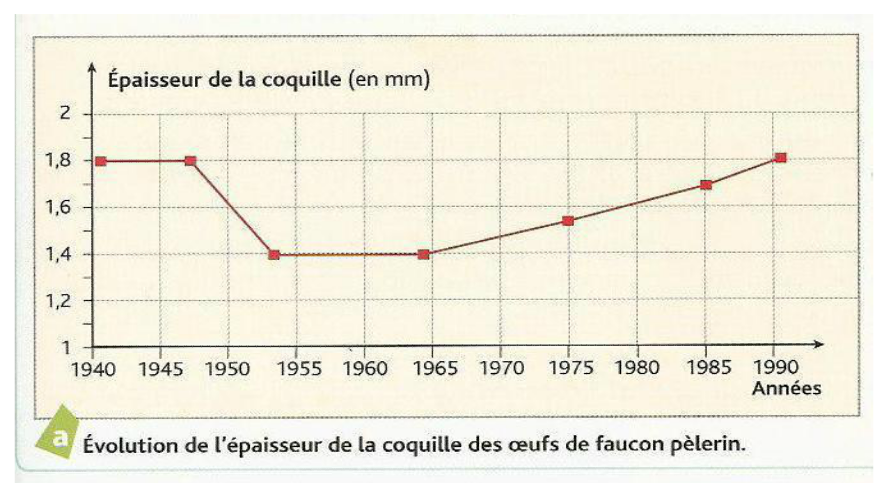 Épaisseur de la coquille (en mm)
2
1,8
1,6
1,4
1,2
1
1940 1945 1950 1955 1960 1965 1970 1975 1980 1985 1990
Années
a Évolution de l'épaisseur de la coquille des œufs de faucon pèlerin.